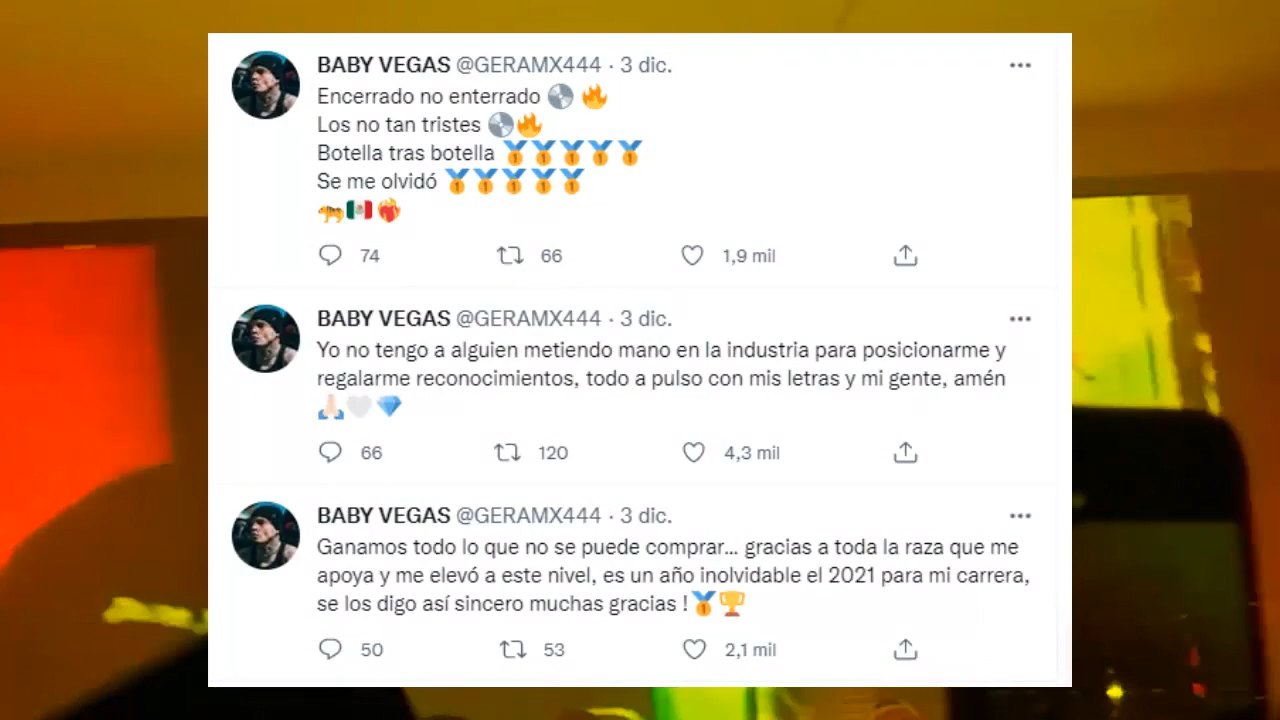 BABY VEGAS @GERAMX444 · 3 dic.
Encerrado no enterrado 💿 🔥
Los no tan tristes 💿🔥
Botella tras botella 🥇🥇🥇🥇🥇
Se me olvidó 🥇🥇🥇🥇🥇
🐅🇲🇽❤️‍🔥
74 66 1,9 mil
BABY VEGAS @GERAMX444 · 3 dic.
Yo no tengo a alguien metiendo mano en la industria para posicionarme y
regalarme reconocimientos, todo a pulso con mis letras y mi gente, amén
🙏🏻🤍💎
66 120 4,3 mil
BABY VEGAS @GERAMX444 · 3 dic.
Ganamos todo lo que no se puede comprar... gracias a toda la raza que me
apoya y me elevó a este nivel, es un año inolvidable el 2021 para mi carrera,
se los digo así sincero muchas gracias !🥇🏆
50 53 2,1 mil